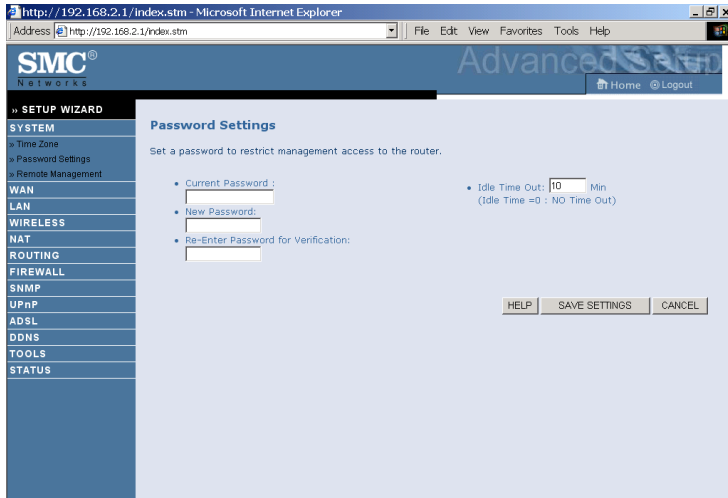 http://192.168.2.1/index.stm - Microsoft Internet Explorer
Address http://192.168.2.1/index.stm File Edit View Favorites Tools Help
SMC®
Networks
Advanced Setup
Home Logout
» SETUP WIZARD
SYSTEM
» Time Zone
» Password Settings
» Remote Management
WAN
LAN
WIRELESS
NAT
ROUTING
FIREWALL
SNMP
UPnP
ADSL
DDNS
TOOLS
STATUS
Password Settings
Set a password to restrict management access to the router.
• Current Password :
• New Password:
• Re-Enter Password for Verification:
• Idle Time Out: 10 Min
(Idle Time =0 : NO Time Out)
HELP SAVE SETTINGS CANCEL